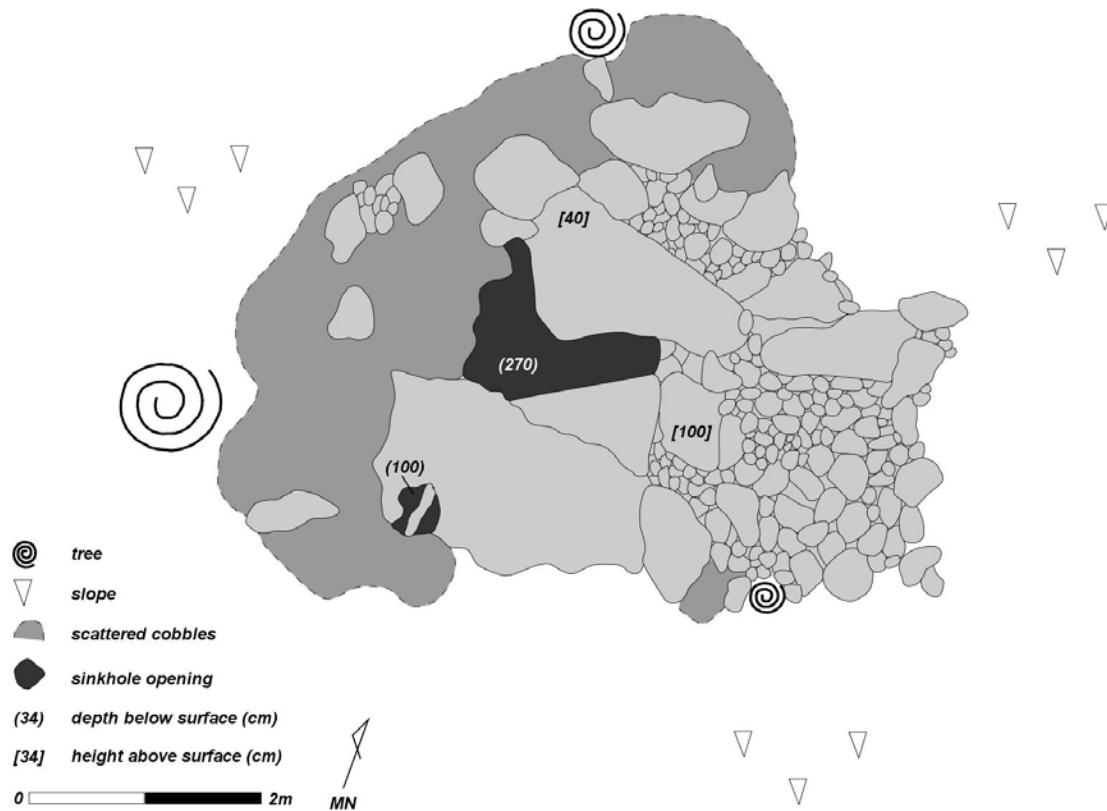 [40]
(270)
[100]
(100)
tree
slope
scattered cobbles
sinkhole opening
(34) depth below surface (cm)
[34] height above surface (cm)
0 2m
MN